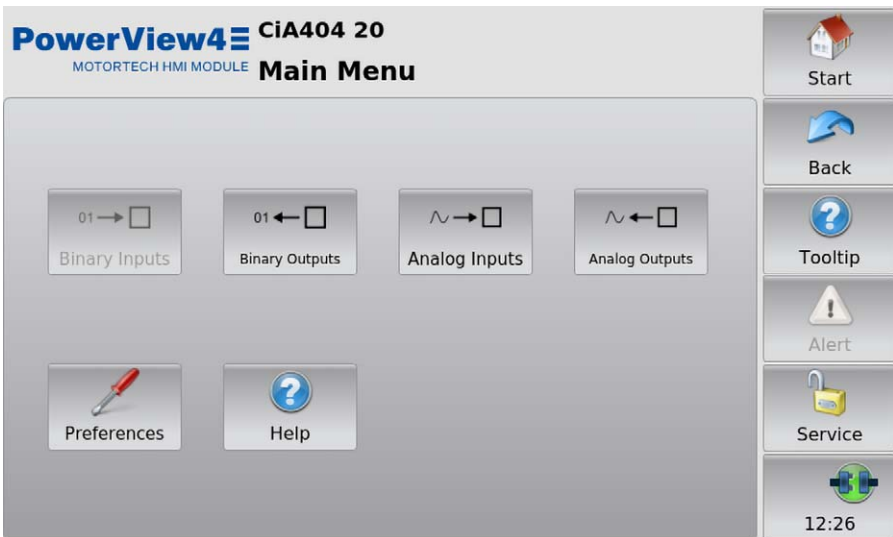 PowerView4
MOTORTECH HMI MODULE
CiA404 20
Main Menu
01
Binary Inputs
01
Binary Outputs
Analog Inputs
Analog Outputs
Preferences
Help
Start
Back
Tooltip
Alert
Service
12:26